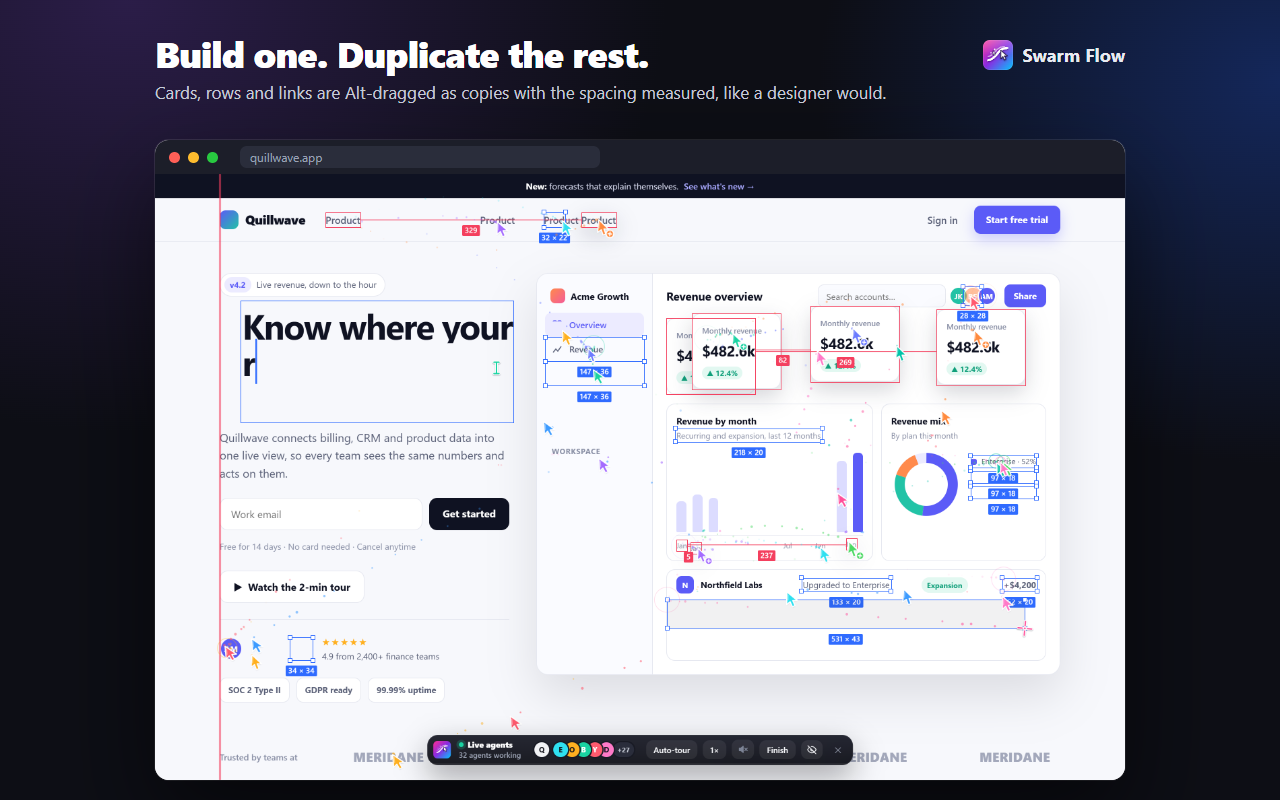 Build one. Duplicate the rest.
Swarm Flow
Cards, rows and links are Alt-dragged as copies with the spacing measured, like a designer would.
quillwave.app
New: forecasts that explain themselves. See what's new →
Quillwave
Product
Product
Product
Product
Sign in
Start free trial
329
32 × 22
v4.2 Live revenue, down to the hour
Know where your
r
Quillwave connects billing, CRM and product data into
one live view, so every team sees the same numbers and
acts on them.
Work email
Get started
Free for 14 days · No card needed · Cancel anytime
▶ Watch the 2-min tour
★★★★★
4.9 from 2,400+ finance teams
34 × 34
SOC 2 Type II
GDPR ready
99.99% uptime
Trusted by teams at
MERIDANE
MERIDANE
Acme Growth
Overview
Revenue
147 × 36
147 × 36
WORKSPACE
Revenue overview
Search accounts...
JK
AM
Share
28 × 28
Monthly revenue
$482.6k
▲ 12.4%
82
Monthly revenue
$482.6k
269
Monthly revenue
$482.6k
▲ 12.4%
Revenue by month
Recurring and expansion, last 12 months
218 × 20
Jul
5
237
Revenue mix
By plan this month
Enterprise · 52%
97 × 18
97 × 18
97 × 18
N
Northfield Labs
Upgraded to Enterprise
Expansion
+$4,200
133 × 20
531 × 43
Live agents
32 agents working
Q
E
O
B
Y
D
+27
Auto-tour
1×
Finish